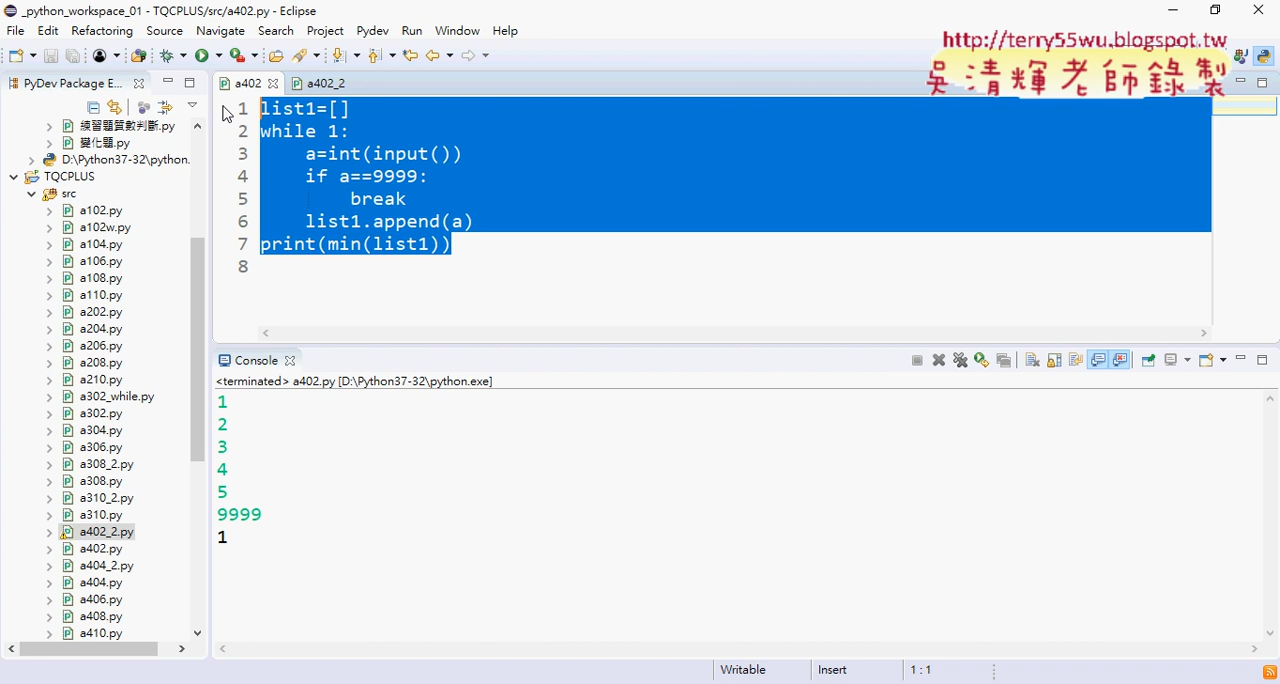 _python_workspace_01 - TQCPLUS/src/a402.py - Eclipse
File Edit Refactoring Source Navigate Search Project Pydev Run Window Help
http://terry55wu.blogspot.tw
吳清輝老師錄製
PyDev Package E...
練習題質數判斷.py
變化題.py
D:\Python37-32\python.
TQCPLUS
src
a102.py
a102w.py
a104.py
a106.py
a108.py
a110.py
a202.py
a204.py
a206.py
a208.py
a210.py
a302_while.py
a302.py
a304.py
a306.py
a308_2.py
a308.py
a310_2.py
a310.py
a402_2.py
a402.py
a404_2.py
a404.py
a406.py
a408.py
a410.py
a402 a402_2
1 list1=[]
2 while 1:
3 a=int(input())
4 if a==9999:
5 break
6 list1.append(a)
7 print(min(list1))
8
Console
<terminated> a402.py [D:\Python37-32\python.exe]
1
2
3
4
5
9999
1
Writable Insert 1 : 1